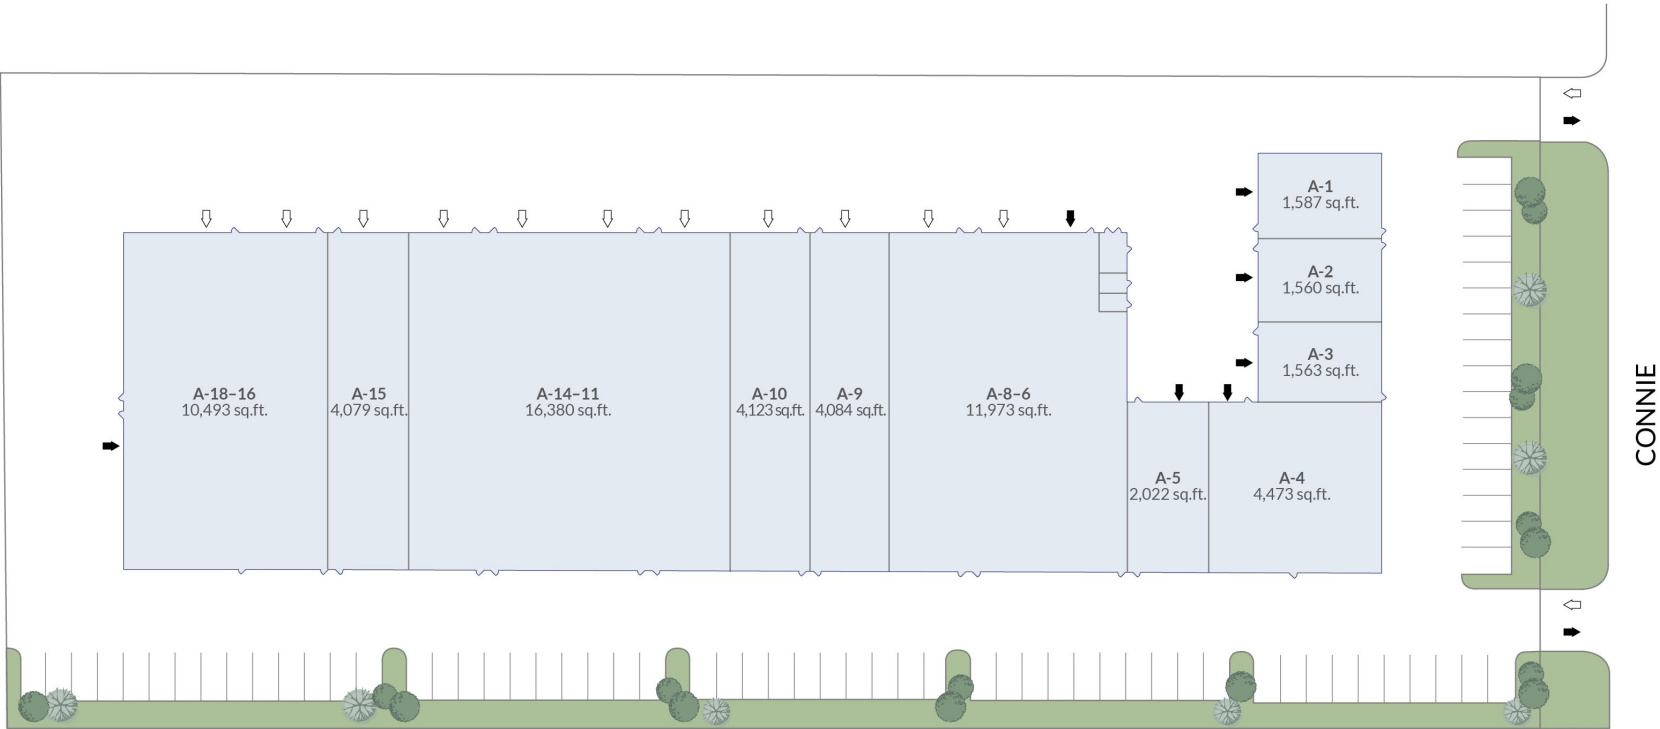 A-1
1,587 sq.ft.
A-2
1,560 sq.ft.
A-3
1,563 sq.ft.
A-18–16
10,493 sq.ft.
A-15
4,079 sq.ft.
A-14–11
16,380 sq.ft.
A-10
4,123 sq.ft.
A-9
4,084 sq.ft.
A-8–6
11,973 sq.ft.
A-5
2,022 sq.ft.
A-4
4,473 sq.ft.
CONNIE